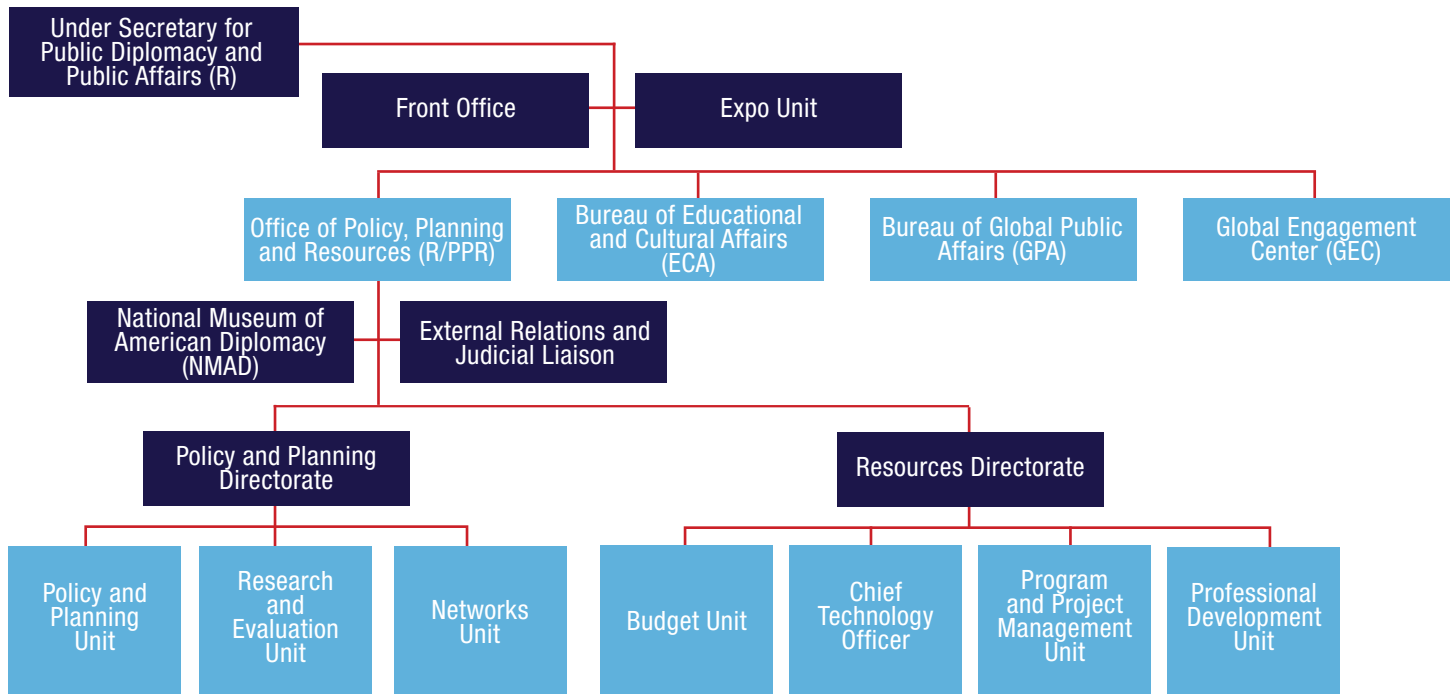 Under Secretary for
Public Diplomacy and
Public Affairs (R)
Front Office
Expo Unit
Office of Policy, Planning
and Resources (R/PPR)
Bureau of Educational
and Cultural Affairs
(ECA)
Bureau of Global Public
Affairs (GPA)
Global Engagement
Center (GEC)
National Museum of
American Diplomacy
(NMAD)
External Relations and
Judicial Liaison
Policy and Planning
Directorate
Resources Directorate
Policy and
Planning
Unit
Research
and
Evaluation
Unit
Networks
Unit
Budget Unit
Chief
Technology
Officer
Program
and Project
Management
Unit
Professional
Development
Unit